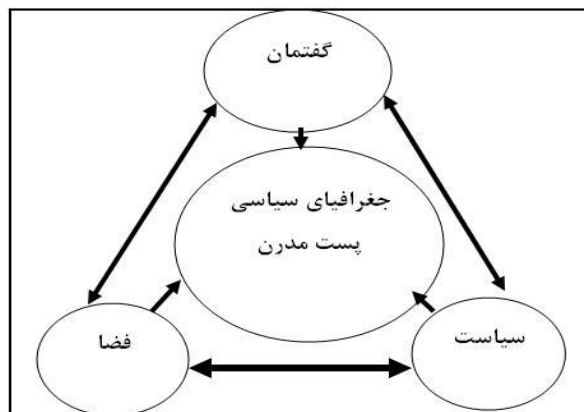 گفتمان
جغرافیای سیاسی
پست مدرن
فضا
سیاست